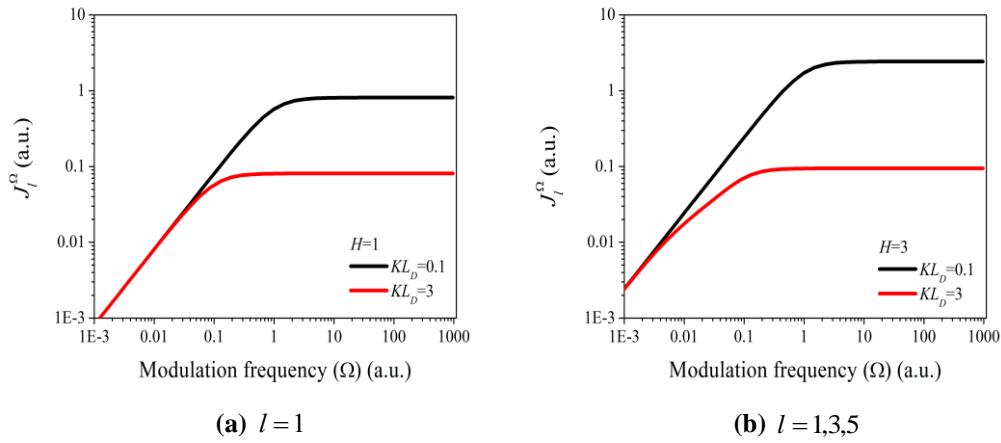 10
1
0.1
0.01
1E-3
J_l^Ω (a.u.)
H=1
KL_D=0.1
KL_D=3
1E-3 0.01 0.1 1 10 100 1000
Modulation frequency (Ω) (a.u.)
(a) l = 1
10
1
0.1
0.01
1E-3
J_l^Ω (a.u.)
H=3
KL_D=0.1
KL_D=3
1E-3 0.01 0.1 1 10 100 1000
Modulation frequency (Ω) (a.u.)
(b) l = 1,3,5